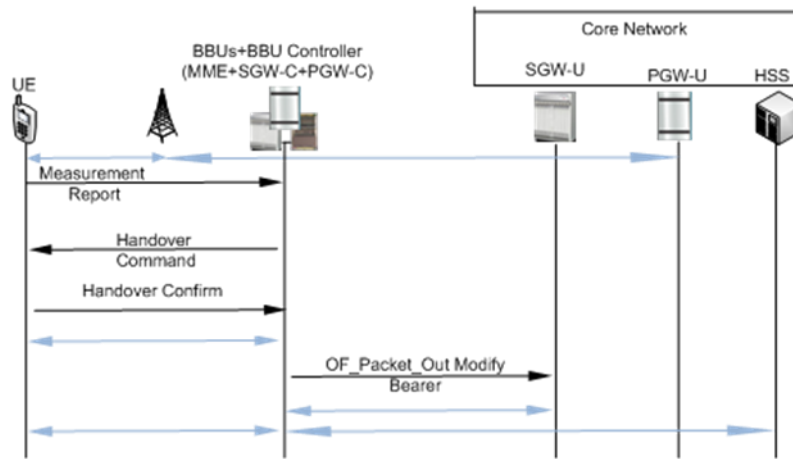 Core Network
BBUs+BBU Controller
(MME+SGW-C+PGW-C)
UE
SGW-U
PGW-U
HSS
Measurement
Report
Handover
Command
Handover Confirm
OF_Packet_Out Modify
Bearer